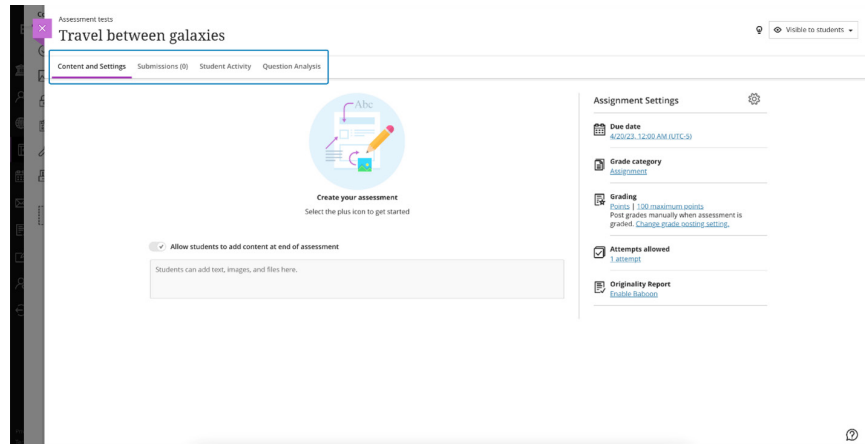 Assessment tests
Travel between galaxies
Visible to students
Content and Settings
Submissions (0)
Student Activity
Question Analysis
Abc
Create your assessment
Select the plus icon to get started
Allow students to add content at end of assessment
Students can add text, images, and files here.
Assignment Settings
Due date
4/20/23, 12:00 AM (UTC-5)
Grade category
Assignment
Grading
Points | 100 maximum points
Post grades manually when assessment is
graded. Change grade posting setting.
Attempts allowed
1 attempt
Originality Report
Enable Baboon